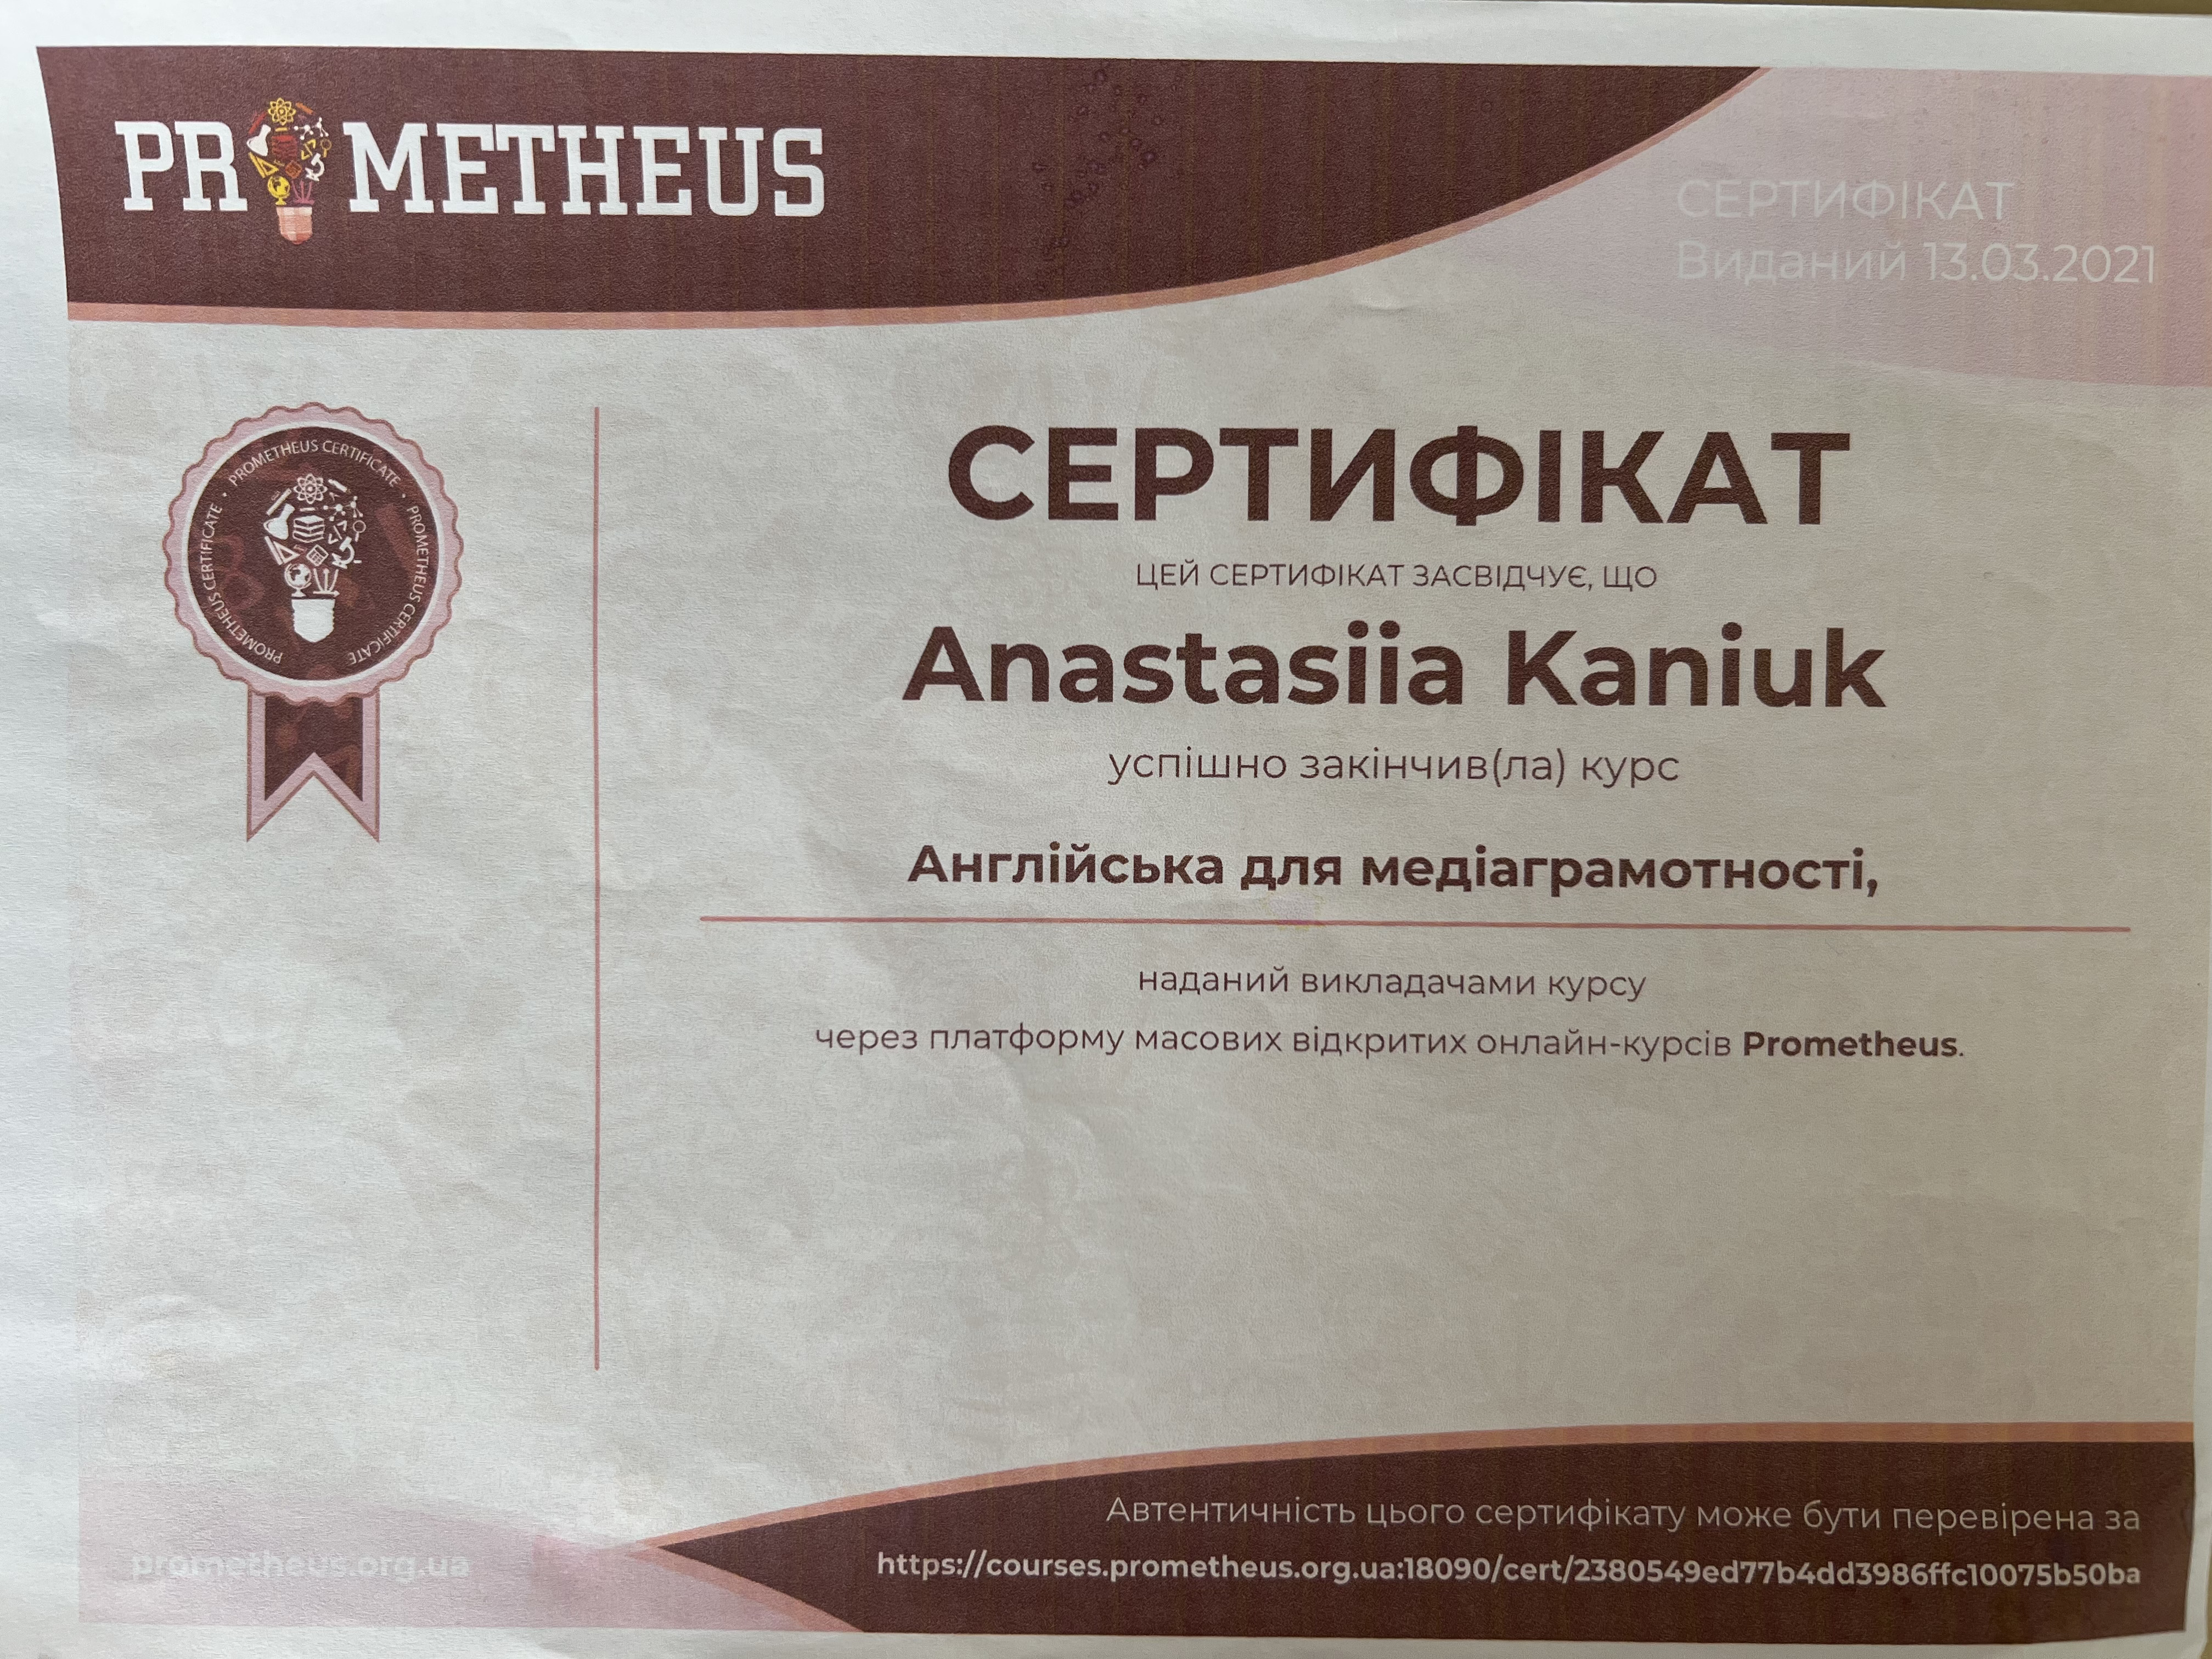 PROMETHEUS
СЕРТИФІКАТ
Виданий 13.03.2021
PROMETHEUS CERTIFICATE • PROMETHEUS CERTIFICATE • PROMETHEUS CERTIFICATE
СЕРТИФІКАТ
ЦЕЙ СЕРТИФІКАТ ЗАСВІДЧУЄ, ЩО
Anastasiia Kaniuk
успішно закінчив(ла) курс
Англійська для медіаграмотності,
наданий викладачами курсу
через платформу масових відкритих онлайн-курсів Prometheus.
Автентичність цього сертифікату може бути перевірена за
prometheus.org.ua
https://courses.prometheus.org.ua:18090/cert/2380549ed77b4dd3986ffc10075b50ba